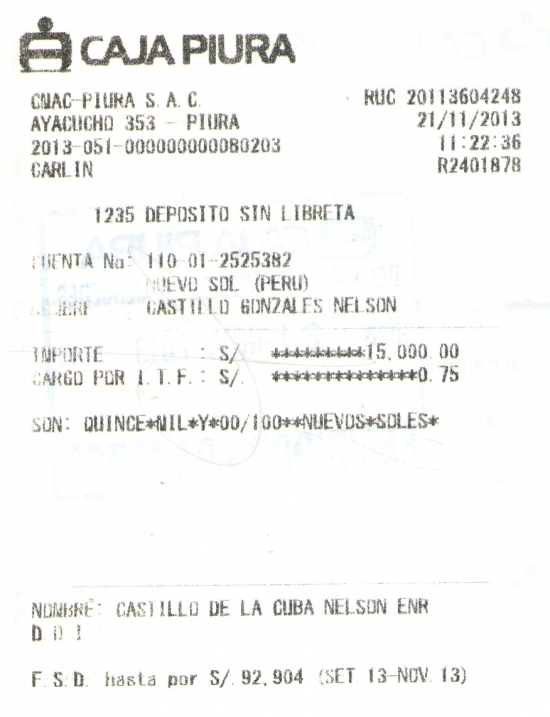 CAJA PIURA
CMAC-PIURA S.A.C. RUC 20113604248
AYACUCHO 353 - PIURA 21/11/2013
2013-051-000000000080203 11:22:36
CARLIN R2401878
1235 DEPOSITO SIN LIBRETA
CUENTA No: 110-01-2525382
NUEVO SOL (PERU)
NOMBRE CASTILLO GONZALES NELSON
IMPORTE : S/. *********15,000.00
CARGO POR I.T.F.: S/. **************0.75
SON: QUINCE*MIL*Y*00/100**NUEVOS*SOLES*
NOMBRE: CASTILLO DE LA CUBA NELSON ENR
D.O.I
F.S.D. hasta por S/.92,904 (SET 13-NOV.13)